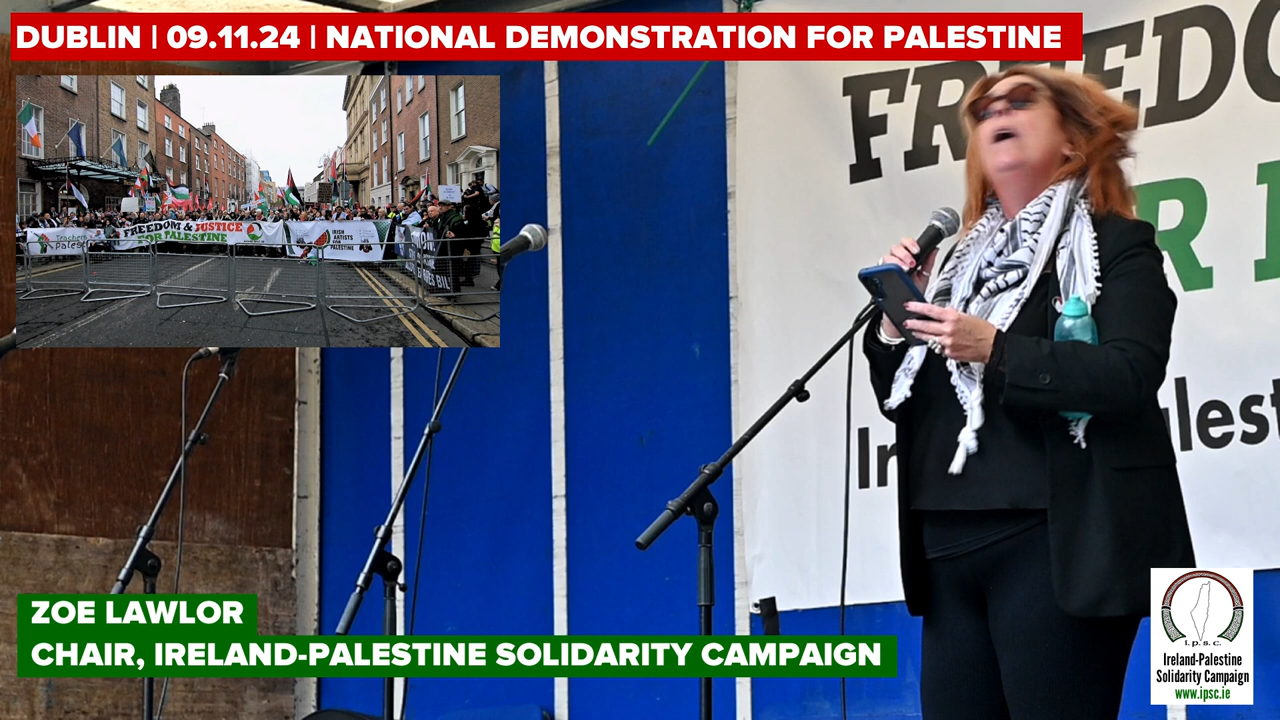 DUBLIN | 09.11.24 | NATIONAL DEMONSTRATION FOR PALESTINE
FREEDOM & JUSTICE
FOR PALESTINE
IRISH
ARTISTS
FOR
PALESTINE
ZOE LAWLOR
CHAIR, IRELAND-PALESTINE SOLIDARITY CAMPAIGN
i.p.s.c.
Ireland-Palestine
Solidarity Campaign
www.ipsc.ie